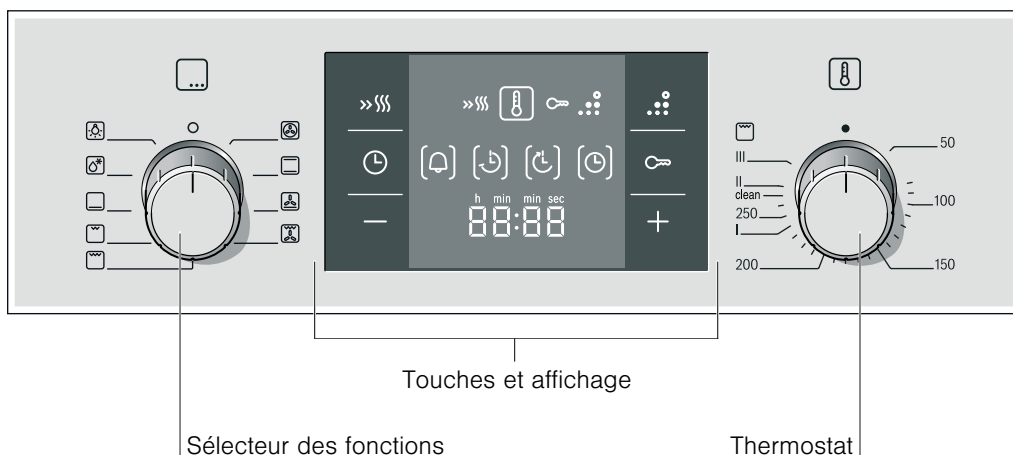 h min min sec
88:88
III
II
clean
250
I
200
50
100
150
Touches et affichage
Sélecteur des fonctions
Thermostat